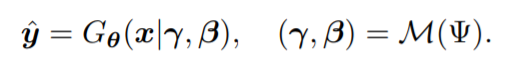 ŷ = G_θ(x|γ, β),   (γ, β) = ℳ(Ψ).